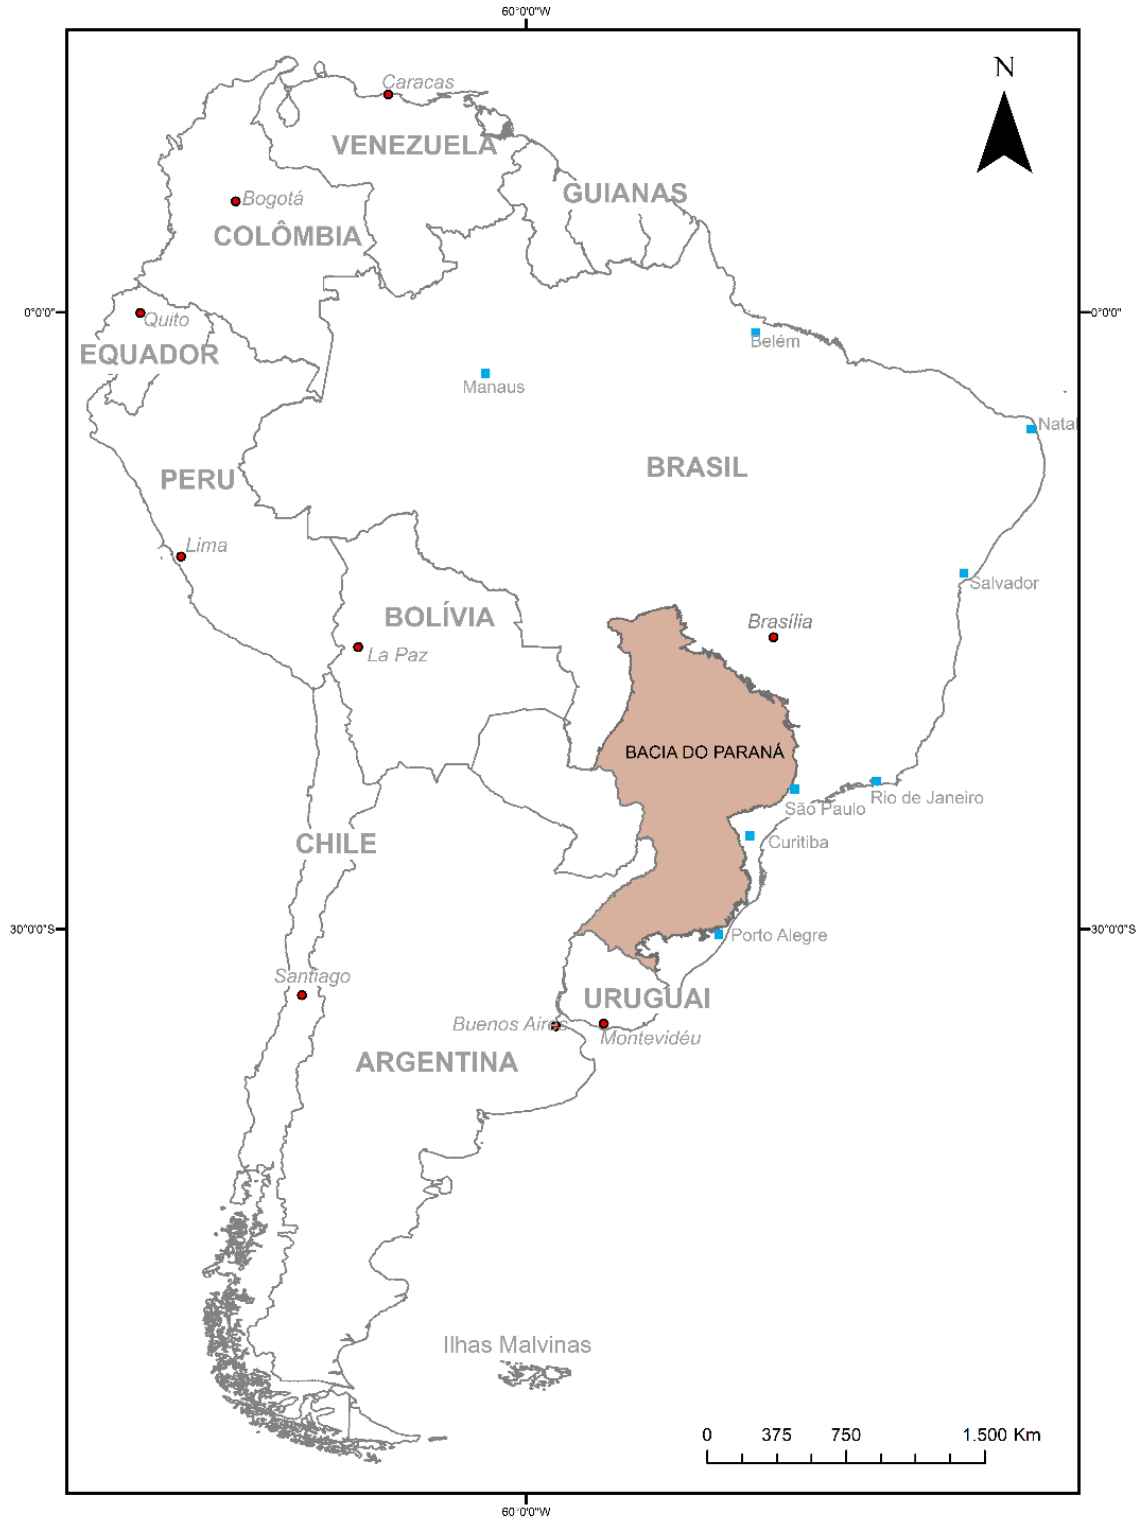 60°0'0"W
N
Caracas
VENEZUELA
GUIANAS
Bogotá
COLÔMBIA
0°0'0"
0°0'0"
Quito
EQUADOR
Belém
Manaus
Natal
BRASIL
PERU
Lima
Salvador
BOLÍVIA
Brasília
La Paz
BACIA DO PARANÁ
Rio de Janeiro
São Paulo
CHILE
Curitiba
30°0'0"S
30°0'0"S
Porto Alegre
Santiago
URUGUAI
Buenos Aires
Montevidéu
ARGENTINA
Ilhas Malvinas
0 375 750 1.500 Km
60°0'0"W